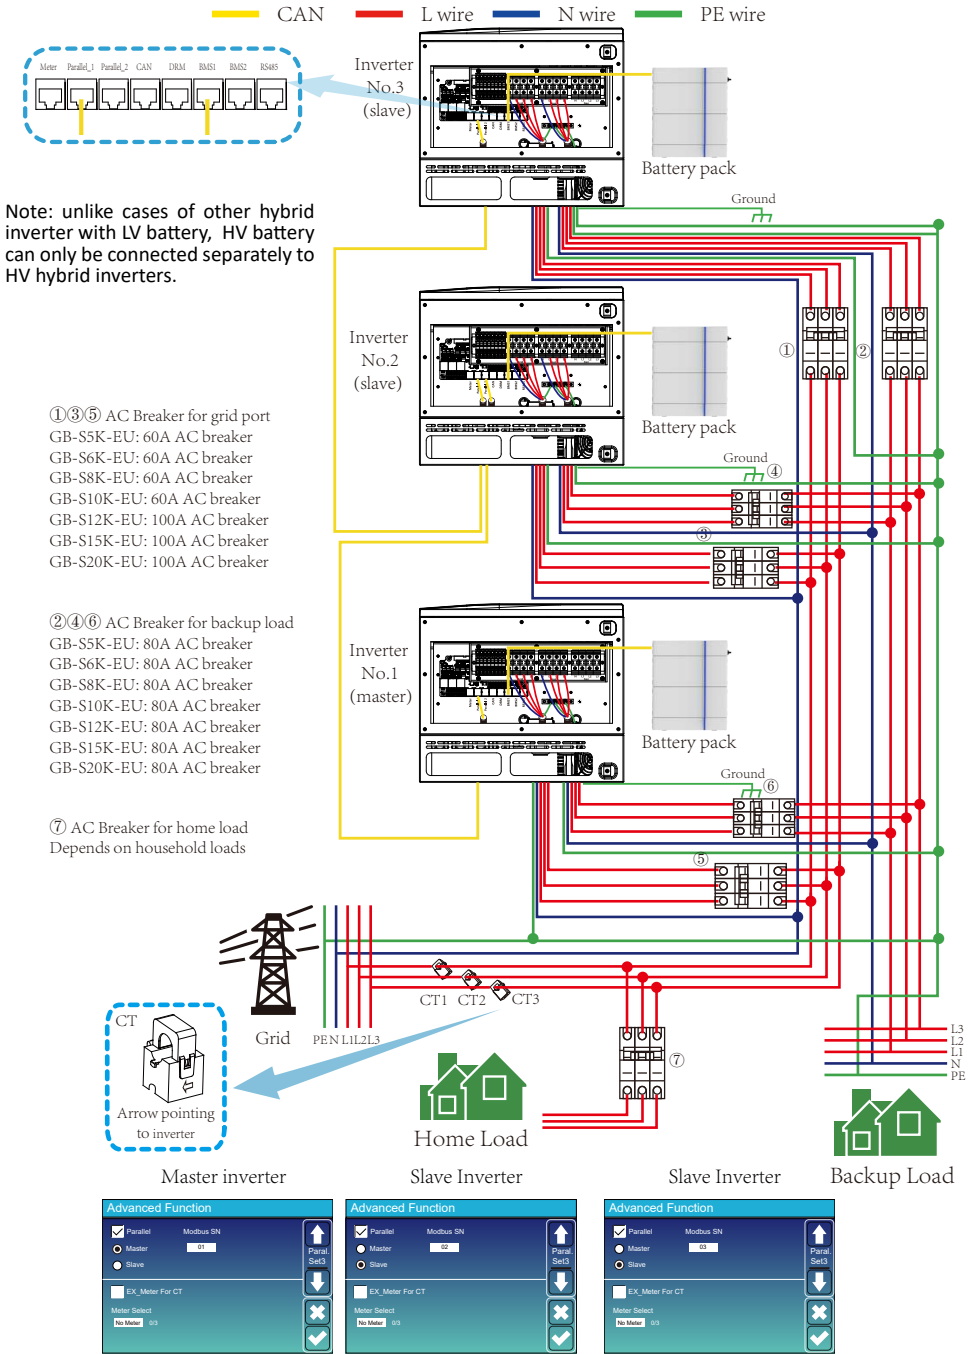 CAN L wire N wire PE wire
Meter Parallel_1 Parallel_2 CAN DRM BMS1 BMS2 RS485
Inverter
No.3
(slave)
Battery pack
Note: unlike cases of other hybrid
inverter with LV battery, HV battery
can only be connected separately to
HV hybrid inverters.
Ground
Inverter
No.2
(slave)
① ②
Battery pack
①③⑤ AC Breaker for grid port
GB-S5K-EU: 60A AC breaker
GB-S6K-EU: 60A AC breaker
GB-S8K-EU: 60A AC breaker
GB-S10K-EU: 60A AC breaker
GB-S12K-EU: 100A AC breaker
GB-S15K-EU: 100A AC breaker
GB-S20K-EU: 100A AC breaker
Ground ④
③
②④⑥ AC Breaker for backup load
GB-S5K-EU: 80A AC breaker
GB-S6K-EU: 80A AC breaker
GB-S8K-EU: 80A AC breaker
GB-S10K-EU: 80A AC breaker
GB-S12K-EU: 80A AC breaker
GB-S15K-EU: 80A AC breaker
GB-S20K-EU: 80A AC breaker
Inverter
No.1
(master)
Battery pack
Ground
⑥
⑦ AC Breaker for home load
Depends on household loads
⑤
CT1 CT2 CT3
Grid PE N L1L2L3
CT
Arrow pointing
to inverter
⑦
L3
L2
L1
N
PE
Home Load
Backup Load
Master inverter Slave Inverter Slave Inverter
Advanced Function
Parallel Modbus SN
Master 01
Slave
Paral.
Set3
EX_Meter For CT
Meter Select
No Meter 0/3
Advanced Function
Parallel Modbus SN
Master 02
Slave
Paral.
Set3
EX_Meter For CT
Meter Select
No Meter 0/3
Advanced Function
Parallel Modbus SN
Master 03
Slave
Paral.
Set3
EX_Meter For CT
Meter Select
No Meter 0/3